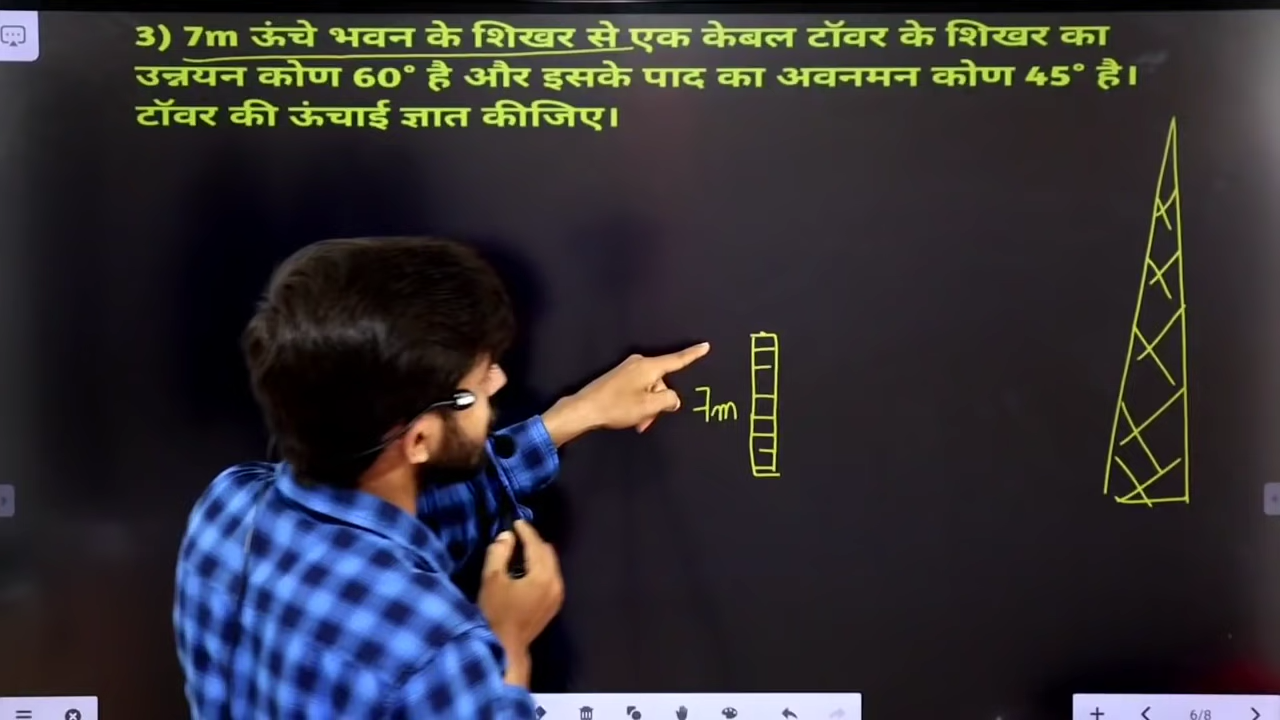 3) 7m ऊंचे भवन के शिखर से एक केबल टॉवर के शिखर का
उन्नयन कोण 60° है और इसके पाद का अवनमन कोण 45° है।
टॉवर की ऊंचाई ज्ञात कीजिए।
7m
6/8